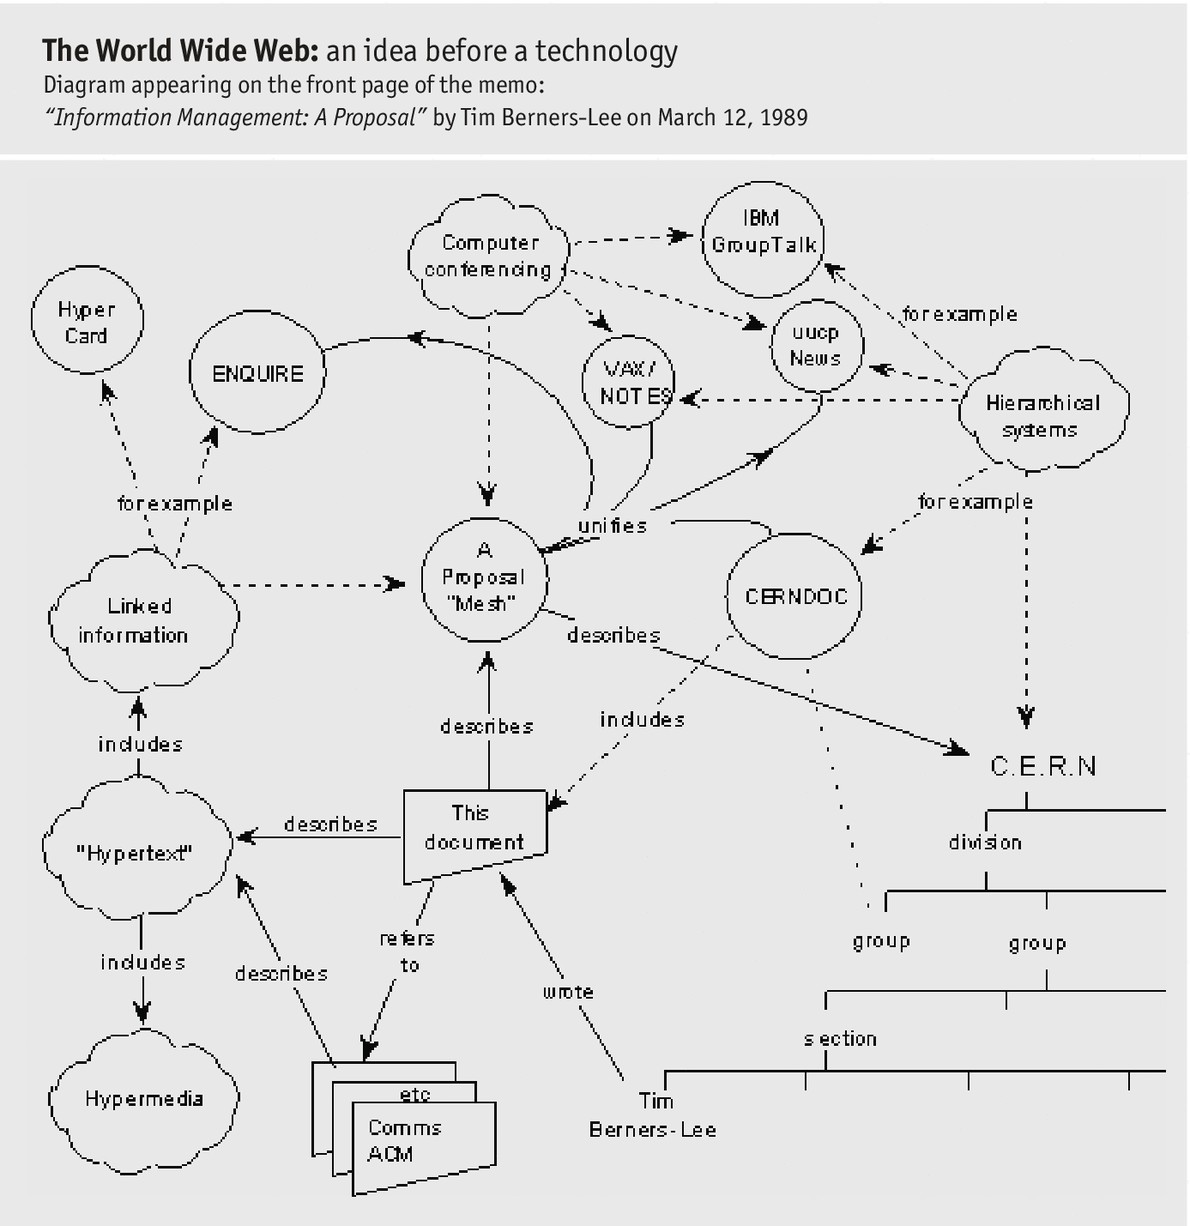 The World Wide Web: an idea before a technology
Diagram appearing on the front page of the memo:
“Information Management: A Proposal” by Tim Berners-Lee on March 12, 1989
IBM
GroupTalk
Computer
conferencing
Hyper
Card
for example
uucp
News
ENQUIRE
VAX/
NOTES
Hierarchical
systems
for example
for example
unifies
A
Proposal
"Mesh"
CERNDOC
Linked
information
describes
includes
describes
includes
C.E.R.N
This
document
describes
division
"Hypertext"
refers
to
group
group
includes
describes
wrote
section
Hypermedia
etc
Tim
Berners-Lee
Comms
ACM